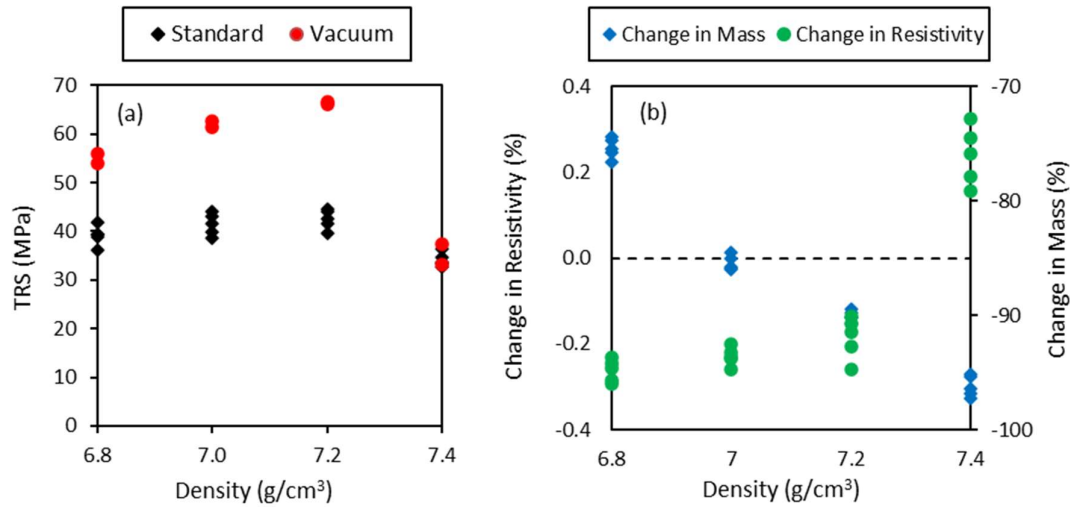 Standard Vacuum
TRS (MPa)
70
60
50
40
30
20
10
0
(a)
6.8 7.0 7.2 7.4
Density (g/cm³)
Change in Mass Change in Resistivity
Change in Resistivity (%)
0.4
0.2
0.0
-0.2
-0.4
(b)
-70
-80
-90
-100
Change in Mass (%)
6.8 7 7.2 7.4
Density (g/cm³)